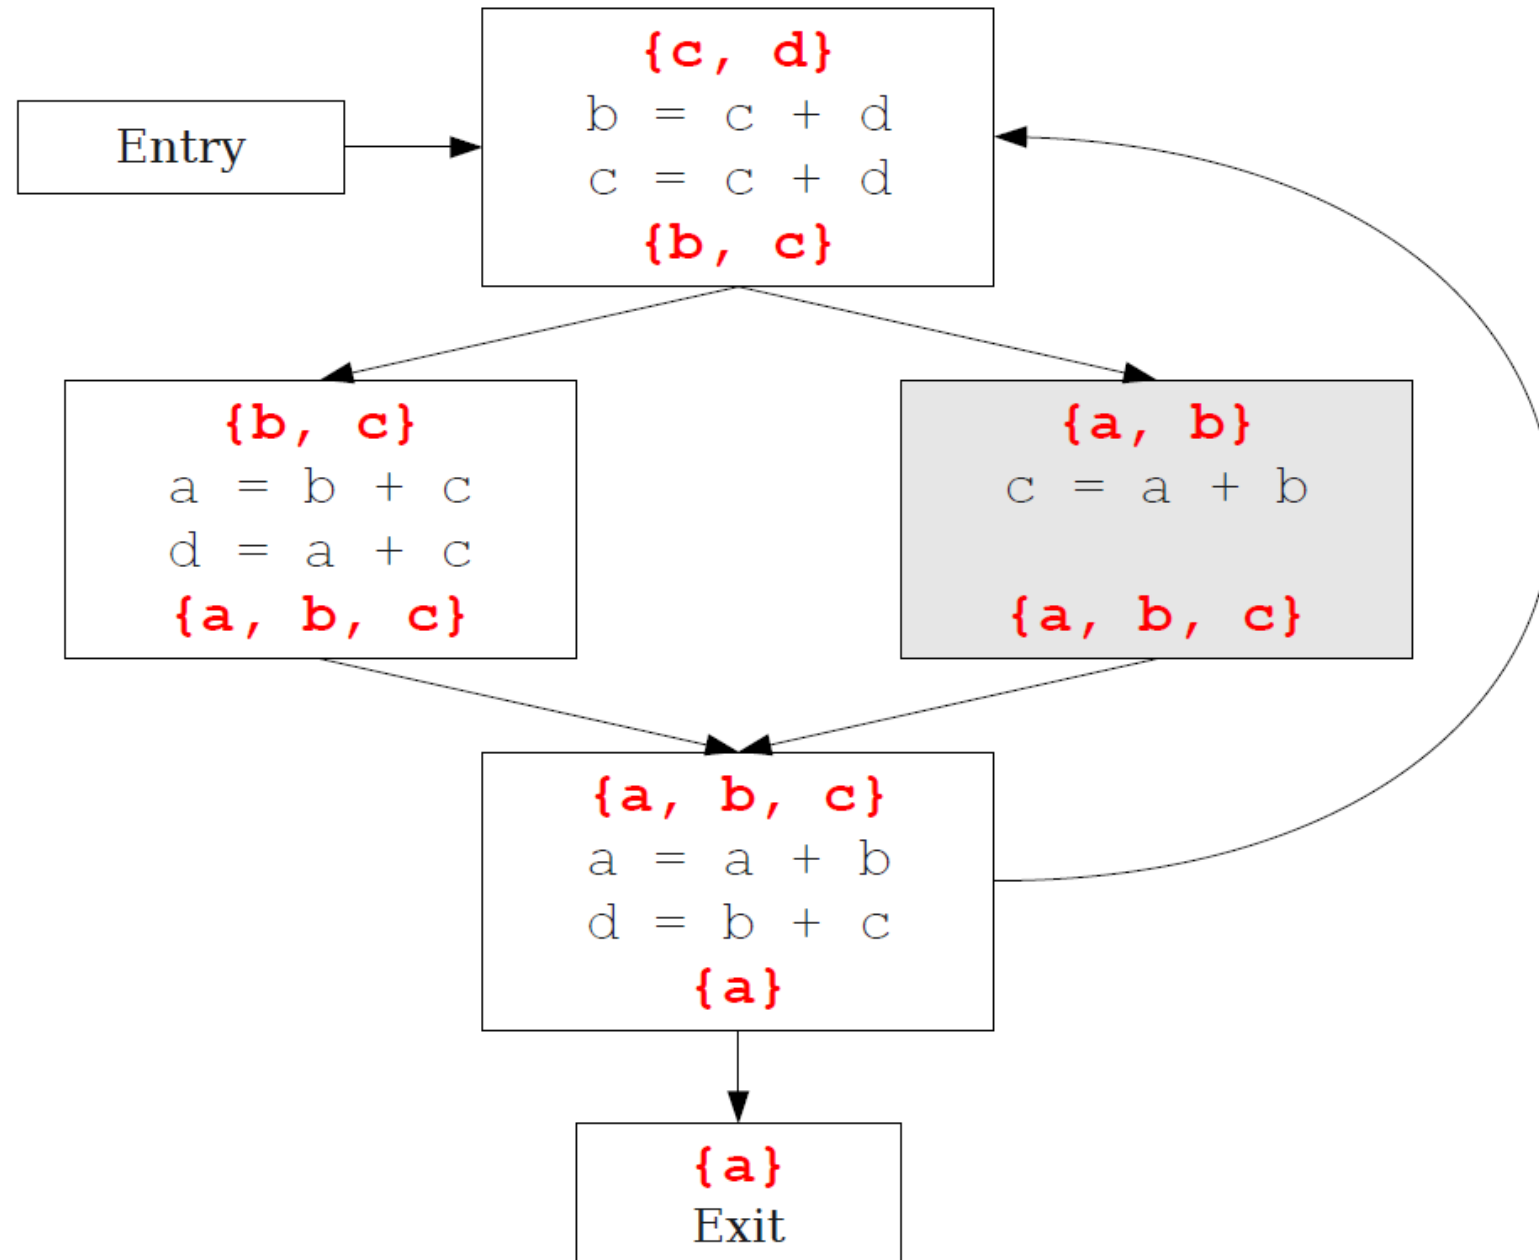 {c, d}
b = c + d
c = c + d
{b, c}
Entry
{b, c}
a = b + c
d = a + c
{a, b, c}
{a, b}
c = a + b
{a, b, c}
{a, b, c}
a = a + b
d = b + c
{a}
{a}
Exit